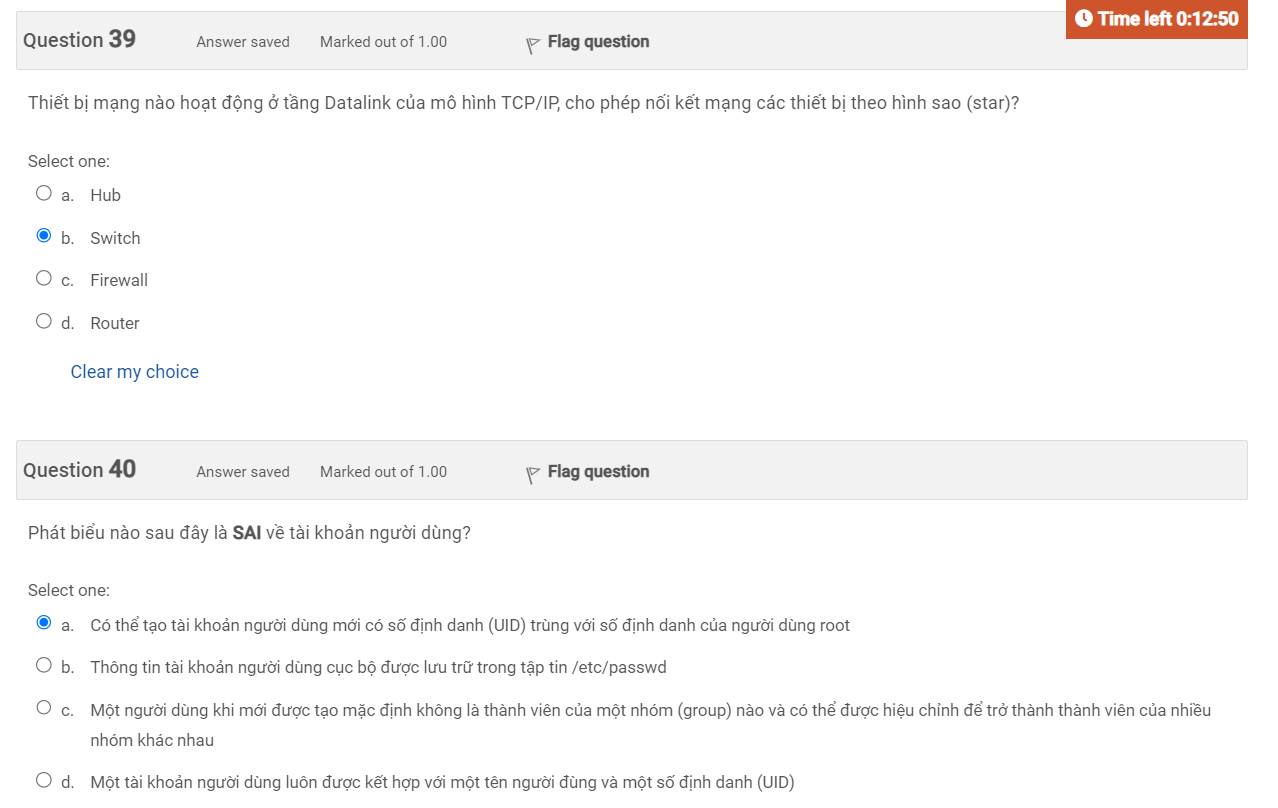 Time left 0:12:50
Question 39 Answer saved Marked out of 1.00 Flag question
Thiết bị mạng nào hoạt động ở tầng Datalink của mô hình TCP/IP, cho phép nối kết mạng các thiết bị theo hình sao (star)?
Select one:
a. Hub
b. Switch
c. Firewall
d. Router
Clear my choice
Question 40 Answer saved Marked out of 1.00 Flag question
Phát biểu nào sau đây là SAI về tài khoản người dùng?
Select one:
a. Có thể tạo tài khoản người dùng mới có số định danh (UID) trùng với số định danh của người dùng root
b. Thông tin tài khoản người dùng cục bộ được lưu trữ trong tập tin /etc/passwd
c. Một người dùng khi mới được tạo mặc định không là thành viên của một nhóm (group) nào và có thể được hiệu chỉnh để trở thành thành viên của nhiều
nhóm khác nhau
d. Một tài khoản người dùng luôn được kết hợp với một tên người đùng và một số định danh (UID)